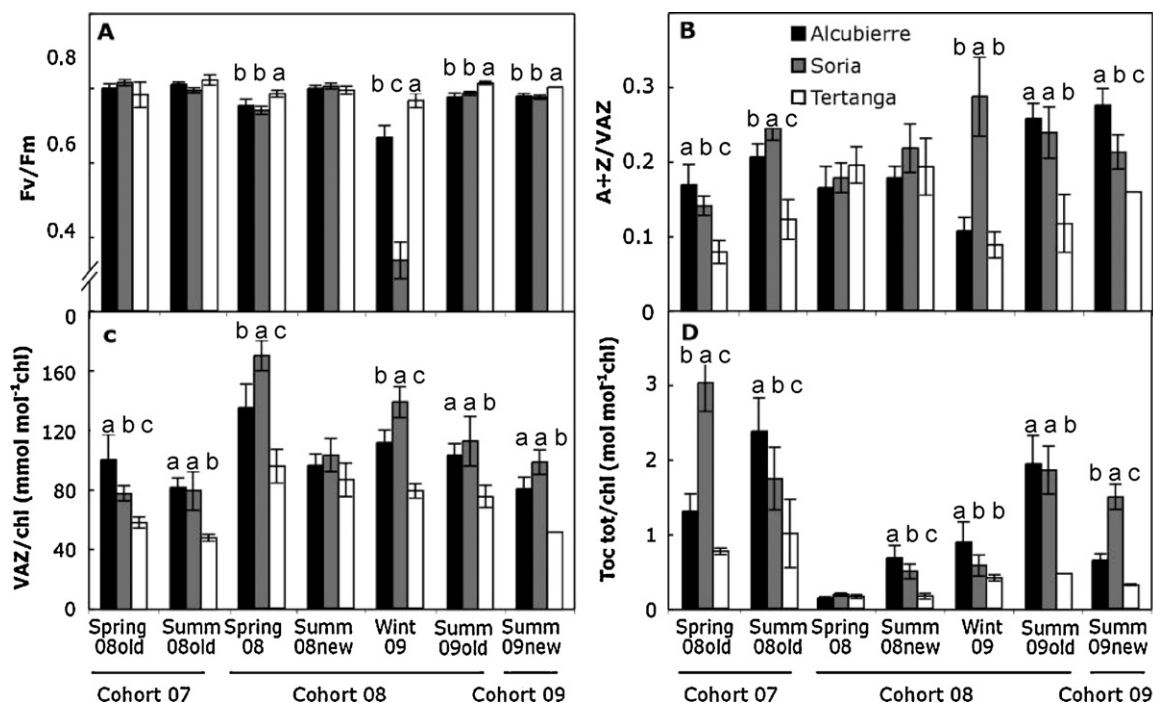 A
0.8
0.6
0.4
0
Fv/Fm
b b a
b c a
b b a
b b a
B
Alcubierre
Soria
Tertanga
0.3
0.2
0.1
0
A+Z/VAZ
a b c
b a c
b a b
a a b
a b c
c
160
120
80
40
0
VAZ/chl (mmol mol⁻¹chl)
a b c
a a b
b a c
b a c
a a b
a a b
D
3
2
1
0
Toc tot/chl (mol mol⁻¹chl)
b a c
a b c
a b c
a b b
a a b
b a c
Spring Summ Spring Summ Wint Summ Summ
08old 08old 08 08new 09 09old 09new
Cohort 07 Cohort 08 Cohort 09
Spring Summ Spring Summ Wint Summ Summ
08old 08old 08 08new 09 09old 09new
Cohort 07 Cohort 08 Cohort 09